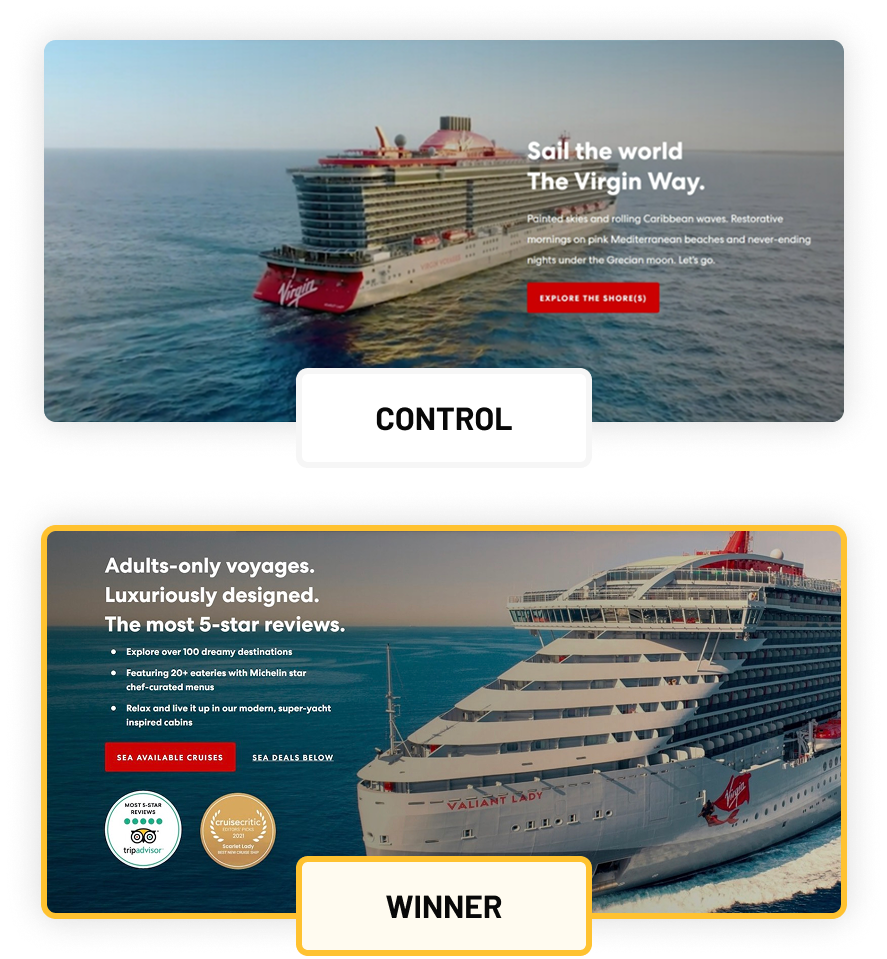 Sail the world
The Virgin Way.
Painted skies and rolling Caribbean waves. Restorative
mornings on pink Mediterranean beaches and never-ending
nights under the Grecian moon. Let's go.
EXPLORE THE SHORE(S)
Virgin
VIRGIN VOYAGES
CONTROL
Adults-only voyages.
Luxuriously designed.
The most 5-star reviews.
Explore over 100 dreamy destinations
Featuring 20+ eateries with Michelin star
chef-curated menus
Relax and live it up in our modern, super-yacht
inspired cabins
SEA AVAILABLE CRUISES
SEA DEALS BELOW
MOST 5-STAR
REVIEWS
tripadvisor
cruisecritic
EDITORS' PICKS
2021
Scarlet Lady
BEST NEW CRUISE SHIP
VALIANT LADY
Virgin
WINNER